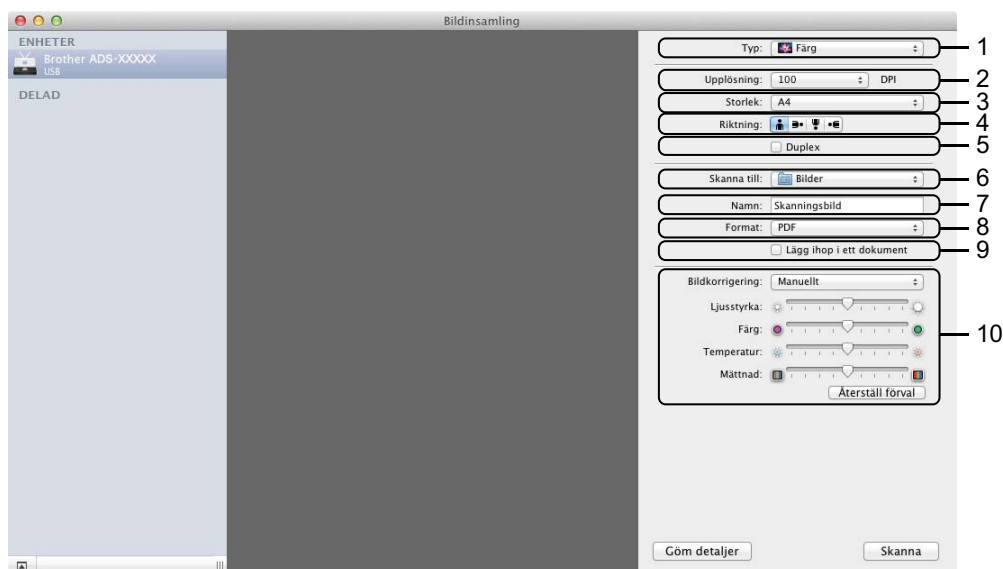 Bildinsamling
ENHETER
Brother ADS-XXXXX
USB
DELAD
Typ: Färg 1
Upplösning: 100 DPI 2
Storlek: A4 3
Riktning: 4
Duplex 5
Skanna till: Bilder 6
Namn: Skanningsbild 7
Format: PDF 8
Lägg ihop i ett dokument 9
Bildkorrigering: Manuellt
Ljusstyrka:
Färg: 10
Temperatur:
Mättnad:
Återställ förval
Göm detaljer Skanna